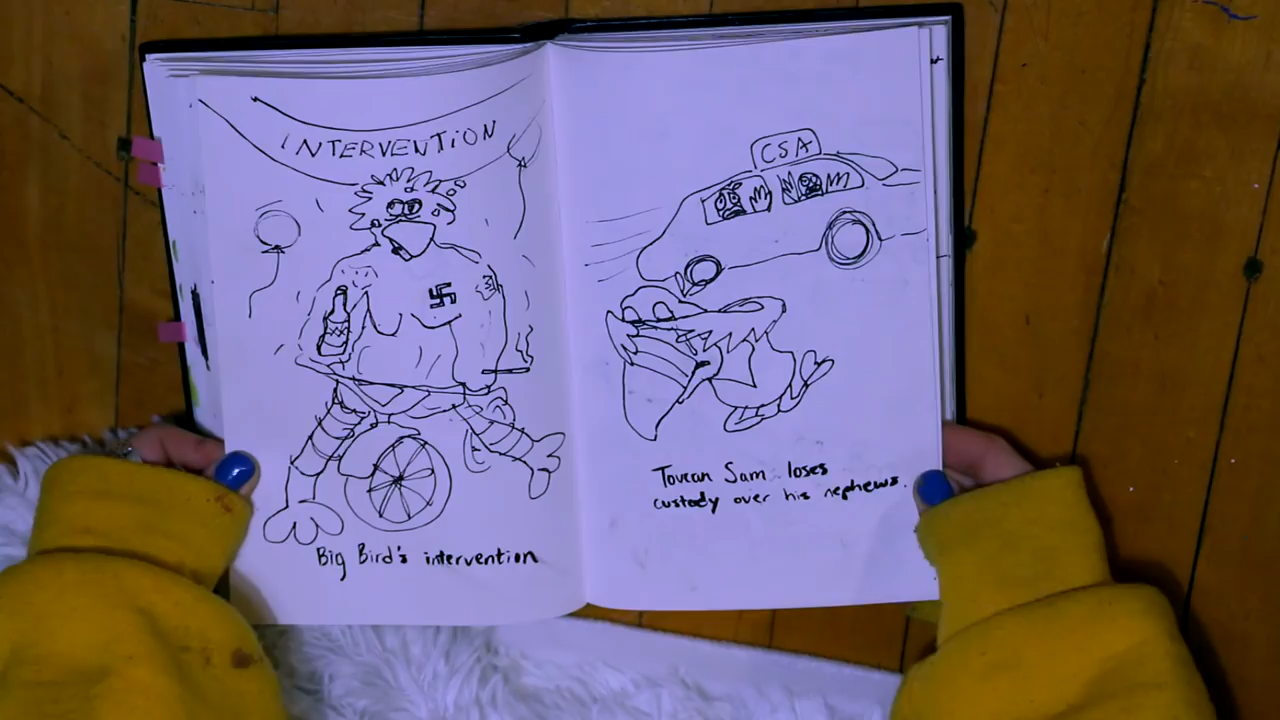 INTERVENTION
Big Bird's intervention
CSA
Toucan Sam loses
custody over his nephews.